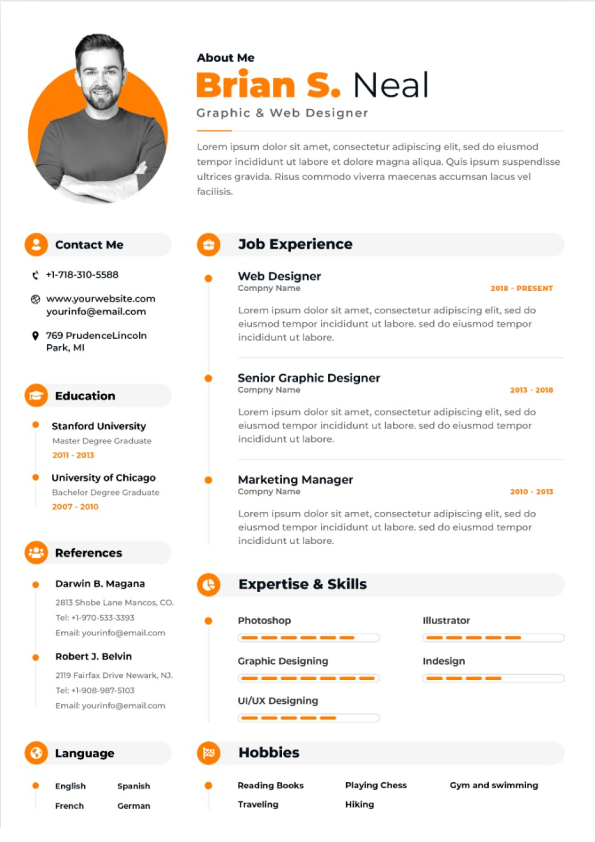 About Me
Brian S. Neal
Graphic & Web Designer
Lorem ipsum dolor sit amet, consectetur adipiscing elit, sed do eiusmod
tempor incididunt ut labore et dolore magna aliqua. Quis ipsum suspendisse
ultrices gravida. Risus commodo viverra maecenas accumsan lacus vel
facilisis.
Contact Me
+1-718-310-5588
www.yourwebsite.com
yourinfo@email.com
769 PrudenceLincoln
Park, MI
Education
Stanford University
Master Degree Graduate
2011 - 2013
University of Chicago
Bachelor Degree Graduate
2007 - 2010
References
Darwin B. Magana
2813 Shobe Lane Mancos, CO.
Tel: +1-970-533-3393
Email: yourinfo@email.com
Robert J. Belvin
2119 Fairfax Drive Newark, NJ.
Tel: +1-908-987-5103
Email: yourinfo@email.com
Language
English Spanish
French German
Job Experience
Web Designer
Compny Name 2018 - PRESENT
Lorem ipsum dolor sit amet, consectetur adipiscing elit, sed do
eiusmod tempor incididunt ut labore. sed do eiusmod tempor
incididunt ut labore.
Senior Graphic Designer
Compny Name 2013 - 2018
Lorem ipsum dolor sit amet, consectetur adipiscing elit, sed do
eiusmod tempor incididunt ut labore. sed do eiusmod tempor
incididunt ut labore.
Marketing Manager
Compny Name 2010 - 2013
Lorem ipsum dolor sit amet, consectetur adipiscing elit, sed do
eiusmod tempor incididunt ut labore. sed do eiusmod tempor
incididunt ut labore.
Expertise & Skills
Photoshop Illustrator
Graphic Designing Indesign
UI/UX Designing
Hobbies
Reading Books Playing Chess Gym and swimming
Traveling Hiking